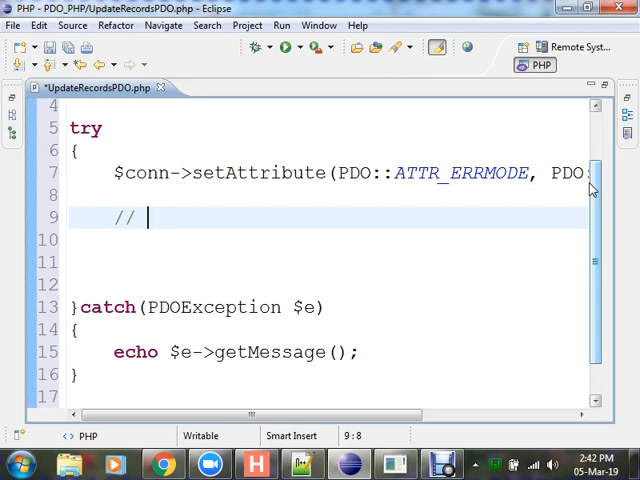 PHP - PDO_PHP/UpdateRecordsPDO.php - Eclipse
File Edit Source Refactor Navigate Search Project Run Window Help
Remote Sys...
PHP
*UpdateRecordsPDO.php
4
5 try
6 {
7 $conn->setAttribute(PDO::ATTR_ERRMODE, PDO:
8
9 //
10
11
12
13 }catch(PDOException $e)
14 {
15 echo $e->getMessage();
16 }
17
<> PHP Writable Smart Insert 9 : 8
2:42 PM
05-Mar-19